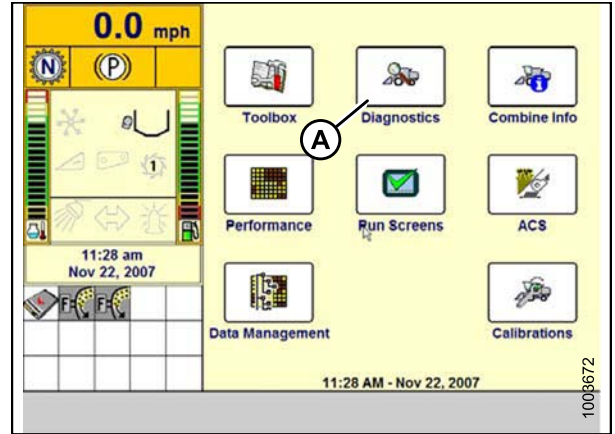 0.0 mph
N
(P)
1
11:28 am
Nov 22, 2007
F
F
Toolbox
Diagnostics
Combine Info
A
Performance
Run Screens
ACS
Data Management
Calibrations
11:28 AM - Nov 22, 2007
1003672